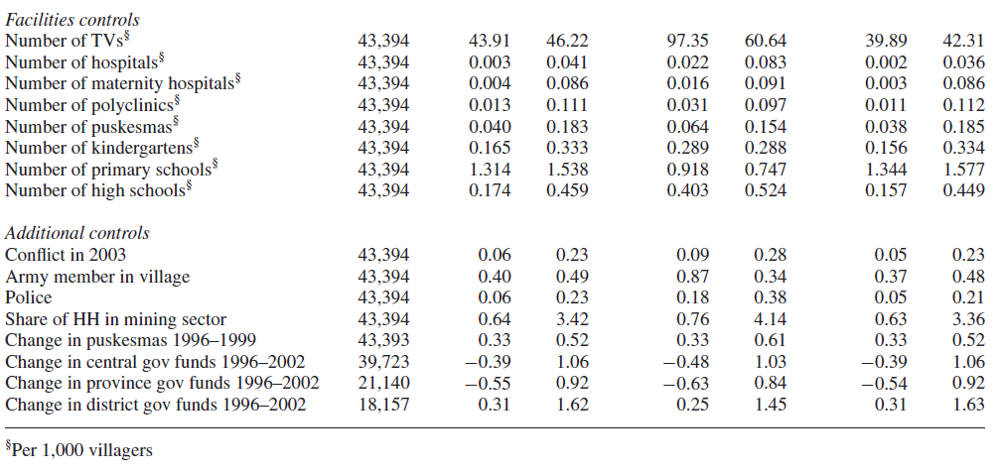 Facilities controls
Number of TVs§ 43,394 43.91 46.22 97.35 60.64 39.89 42.31
Number of hospitals§ 43,394 0.003 0.041 0.022 0.083 0.002 0.036
Number of maternity hospitals§ 43,394 0.004 0.086 0.016 0.091 0.003 0.086
Number of polyclinics§ 43,394 0.013 0.111 0.031 0.097 0.011 0.112
Number of puskesmas§ 43,394 0.040 0.183 0.064 0.154 0.038 0.185
Number of kindergartens§ 43,394 0.165 0.333 0.289 0.288 0.156 0.334
Number of primary schools§ 43,394 1.314 1.538 0.918 0.747 1.344 1.577
Number of high schools§ 43,394 0.174 0.459 0.403 0.524 0.157 0.449
Additional controls
Conflict in 2003 43,394 0.06 0.23 0.09 0.28 0.05 0.23
Army member in village 43,394 0.40 0.49 0.87 0.34 0.37 0.48
Police 43,394 0.06 0.23 0.18 0.38 0.05 0.21
Share of HH in mining sector 43,394 0.64 3.42 0.76 4.14 0.63 3.36
Change in puskesmas 1996–1999 43,393 0.33 0.52 0.33 0.61 0.33 0.52
Change in central gov funds 1996–2002 39,723 −0.39 1.06 −0.48 1.03 −0.39 1.06
Change in province gov funds 1996–2002 21,140 −0.55 0.92 −0.63 0.84 −0.54 0.92
Change in district gov funds 1996–2002 18,157 0.31 1.62 0.25 1.45 0.31 1.63
§Per 1,000 villagers